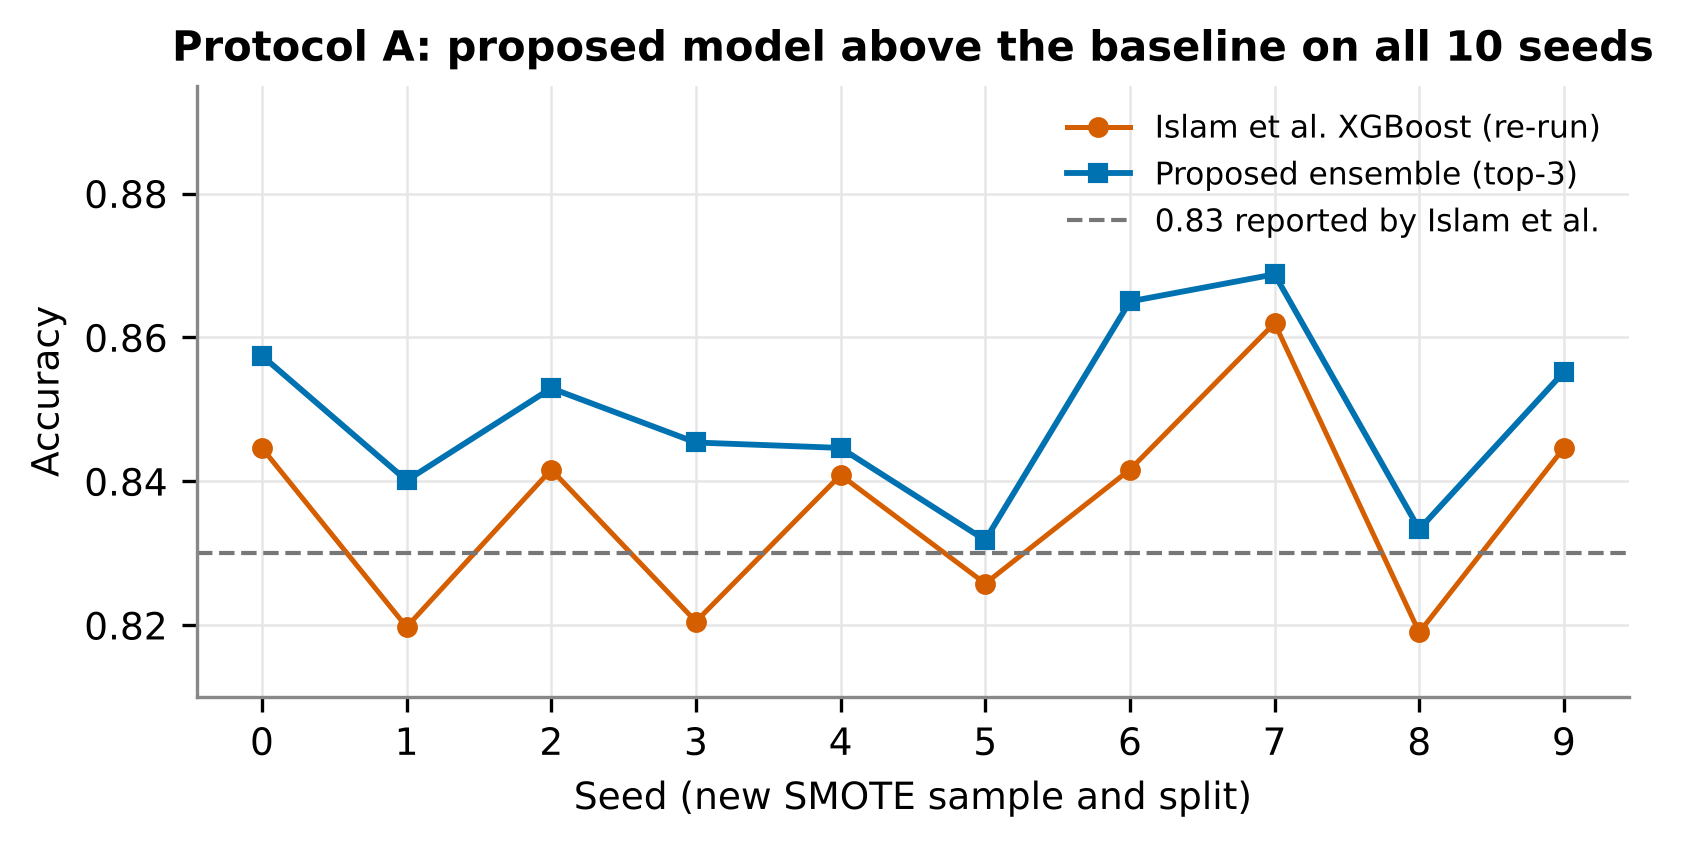 Protocol A: proposed model above the baseline on all 10 seeds
Islam et al. XGBoost (re-run)
Proposed ensemble (top-3)
0.83 reported by Islam et al.
Accuracy
0.88
0.86
0.84
0.82
0 1 2 3 4 5 6 7 8 9
Seed (new SMOTE sample and split)